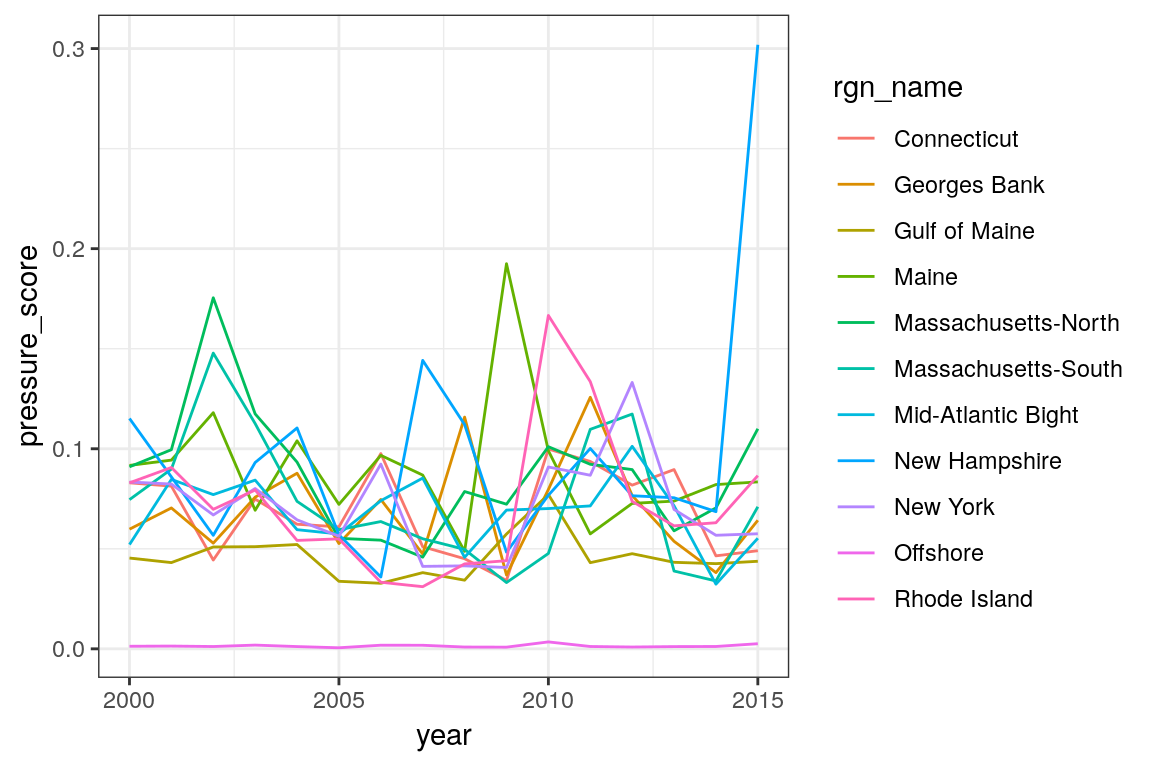 pressure_score
0.3
0.2
0.1
0.0
2000 2005 2010 2015
year
rgn_name
Connecticut
Georges Bank
Gulf of Maine
Maine
Massachusetts-North
Massachusetts-South
Mid-Atlantic Bight
New Hampshire
New York
Offshore
Rhode Island